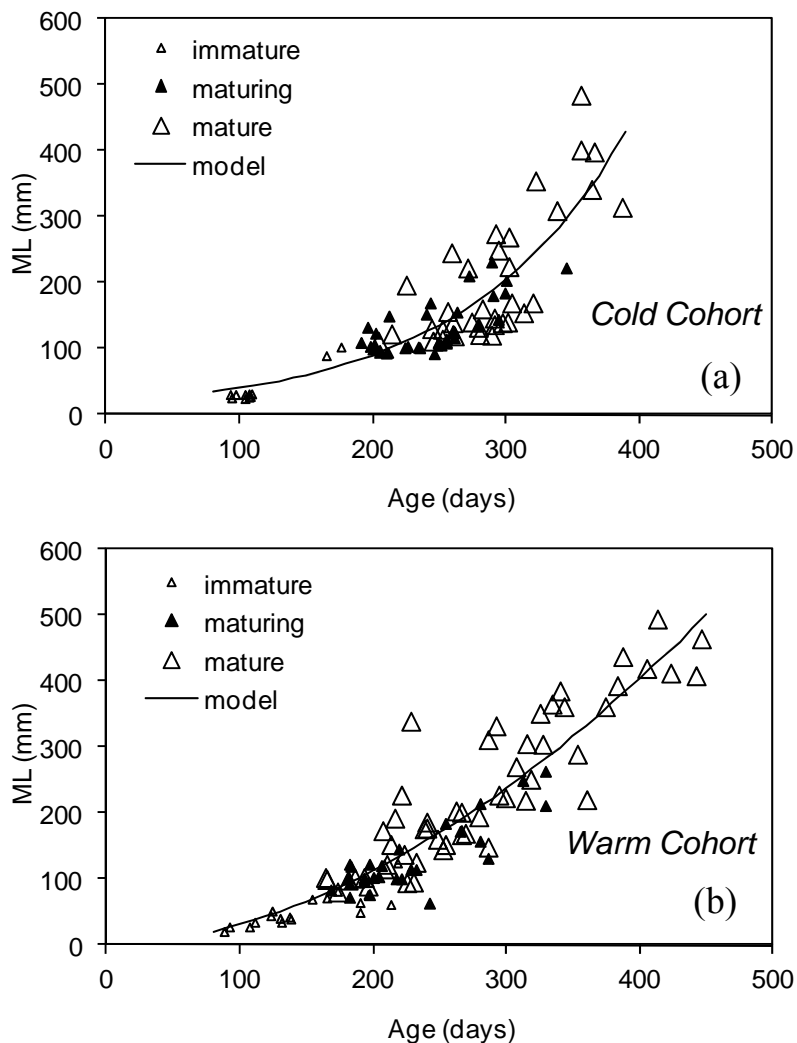 600
500
400
300
200
100
0
ML (mm)
immature
maturing
mature
model
Cold Cohort
(a)
0 100 200 300 400 500
Age (days)
600
500
400
300
200
100
0
ML (mm)
immature
maturing
mature
model
Warm Cohort
(b)
0 100 200 300 400 500
Age (days)